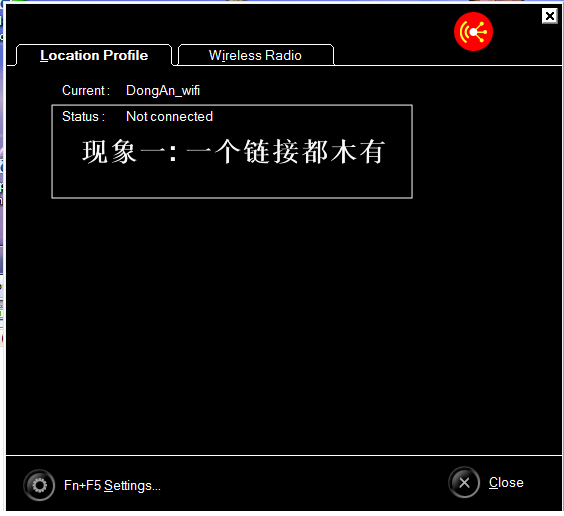 Location Profile
Wireless Radio
Current : DongAn_wifi
Status : Not connected
现象一:一个链接都木有
Fn+F5 Settings...
Close